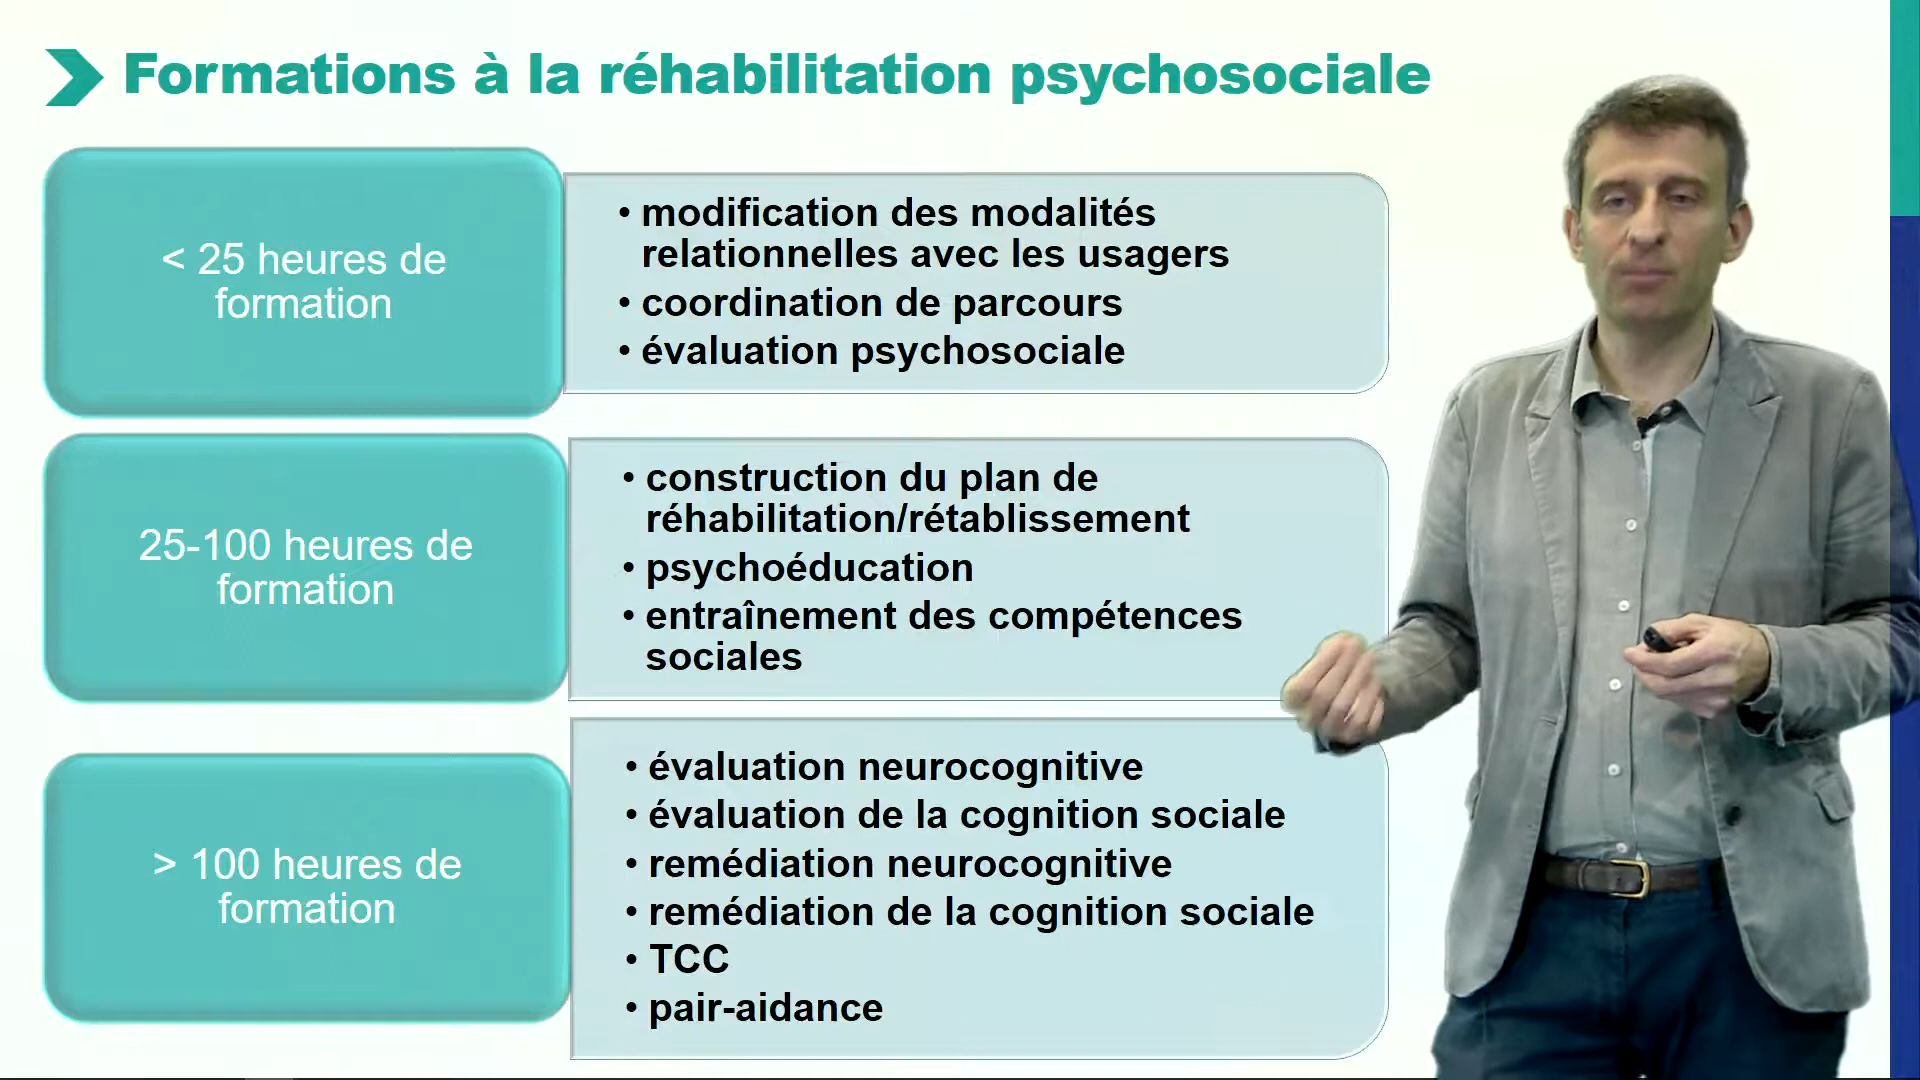 Formations à la réhabilitation psychosociale
< 25 heures de
formation
• modification des modalités
relationnelles avec les usagers
• coordination de parcours
• évaluation psychosociale
25-100 heures de
formation
• construction du plan de
réhabilitation/rétablissement
• psychoéducation
• entraînement des compétences
sociales
> 100 heures de
formation
• évaluation neurocognitive
• évaluation de la cognition sociale
• remédiation neurocognitive
• remédiation de la cognition sociale
• TCC
• pair-aidance